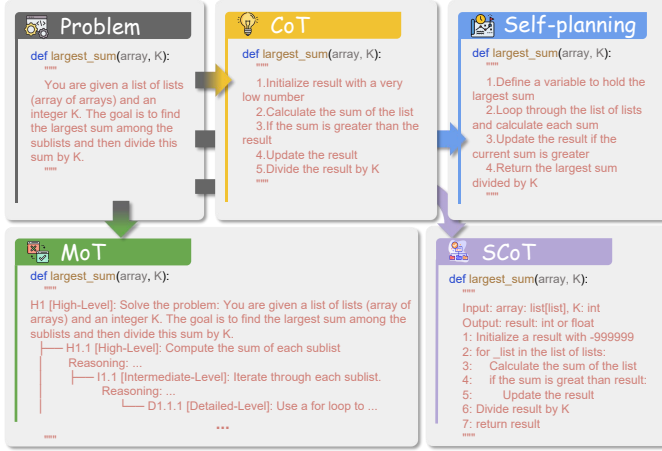 Problem
def largest_sum(array, K):
"""
You are given a list of lists
(array of arrays) and an
integer K. The goal is to find
the largest sum among the
sublists and then divide this
sum by K.
"""
CoT
def largest_sum(array, K):
"""
1.Initialize result with a very
low number
2.Calculate the sum of the list
3.If the sum is greater than the
result
4.Update the result
5.Divide the result by K
"""
Self-planning
def largest_sum(array, K):
"""
1.Define a variable to hold the
largest sum
2.Loop through the list of lists
and calculate each sum
3.Update the result if the
current sum is greater
4.Return the largest sum
divided by K
"""
MoT
def largest_sum(array, K):
"""
H1 [High-Level]: Solve the problem: You are given a list of lists (array of
arrays) and an integer K. The goal is to find the largest sum among the
sublists and then divide this sum by K.
H1.1 [High-Level]: Compute the sum of each sublist
Reasoning: ...
I1.1 [Intermediate-Level]: Iterate through each sublist.
Reasoning: ...
D1.1.1 [Detailed-Level]: Use a for loop to ...
...
"""
SCoT
def largest_sum(array, K):
"""
Input: array: list[list], K: int
Output: result: int or float
1: Initialize a result with -999999
2: for _list in the list of lists:
3: Calculate the sum of the list
4: if the sum is great than result:
5: Update the result
6: Divide result by K
7: return result
"""